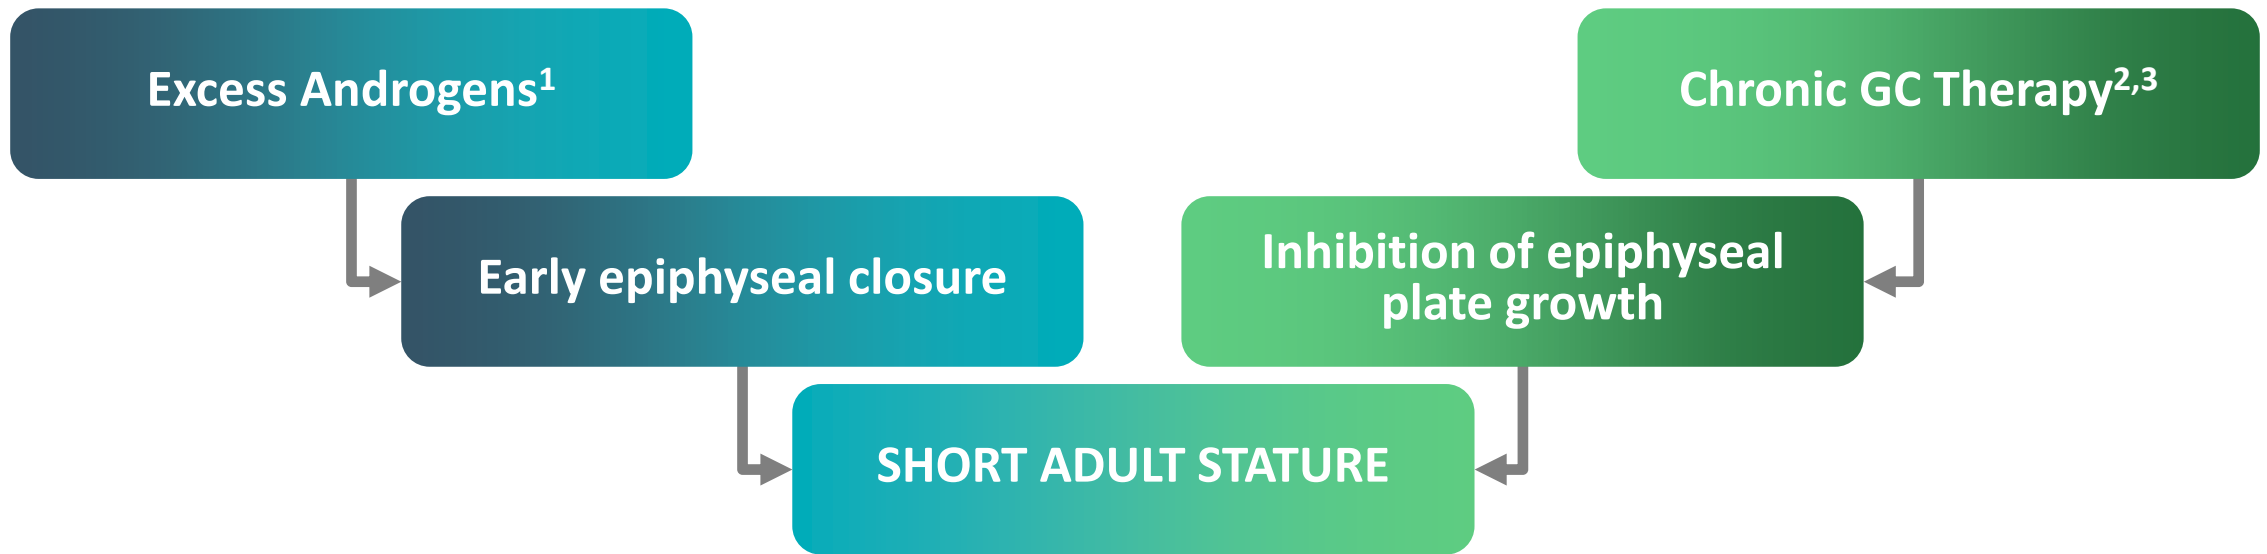 Excess Androgens¹
Chronic GC Therapy²,³
Early epiphyseal closure
Inhibition of epiphyseal
plate growth
SHORT ADULT STATURE